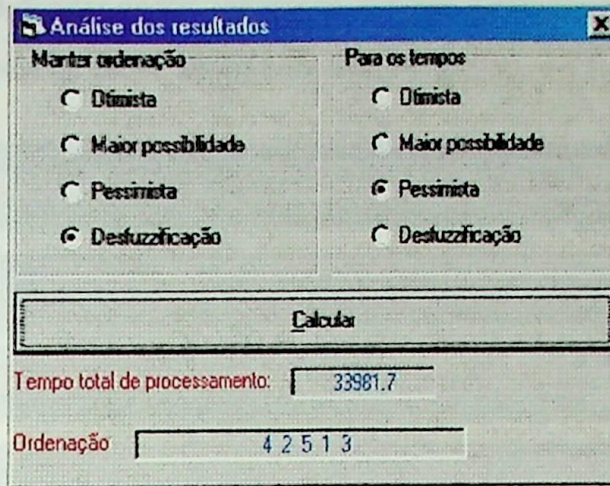 Análise dos resultados
Manter ordenação
Otimista
Maior possibilidade
Pessimista
Desfuzzificação
Para os tempos
Otimista
Maior possibilidade
Pessimista
Desfuzzificação
Calcular
Tempo total de processamento: 33981.7
Ordenação 4 2 5 1 3